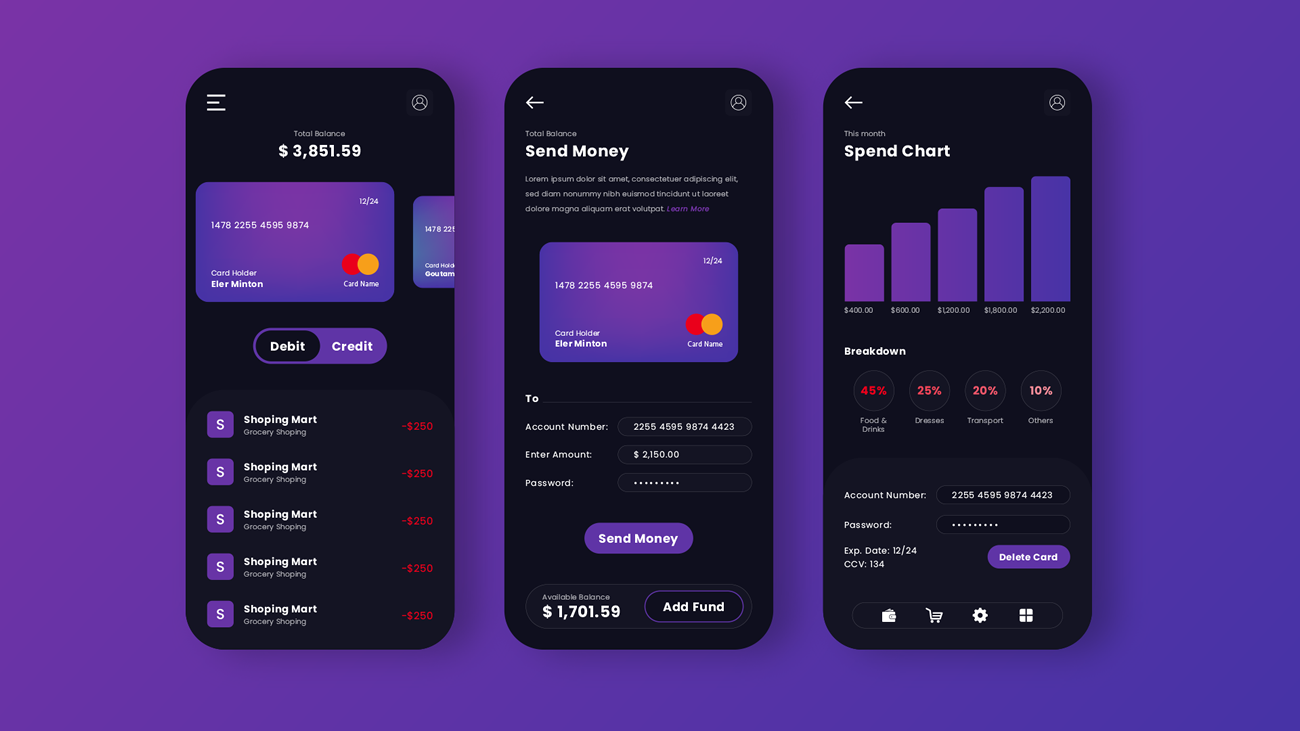 Total Balance
$ 3,851.59
12/24
1478 2255 4595 9874
Card Holder
Eler Minton
Card Name
1478 225
Card Hold
Goutam
Debit
Credit
S
Shoping Mart
Grocery Shoping
-$250
S
Shoping Mart
Grocery Shoping
-$250
S
Shoping Mart
Grocery Shoping
-$250
S
Shoping Mart
Grocery Shoping
-$250
S
Shoping Mart
Grocery Shoping
-$250
Total Balance
Send Money
Lorem ipsum dolor sit amet, consectetuer adipiscing elit,
sed diam nonummy nibh euismod tincidunt ut laoreet
dolore magna aliquam erat volutpat. Learn More
12/24
1478 2255 4595 9874
Card Holder
Eler Minton
Card Name
To
Account Number: 2255 4595 9874 4423
Enter Amount: $ 2,150.00
Password: •••••••••
Send Money
Available Balance
$ 1,701.59
Add Fund
This month
Spend Chart
$400.00 $600.00 $1,200.00 $1,800.00 $2,200.00
Breakdown
45% 25% 20% 10%
Food & Dresses Transport Others
Drinks
Account Number: 2255 4595 9874 4423
Password: •••••••••
Exp. Date: 12/24
CCV: 134
Delete Card